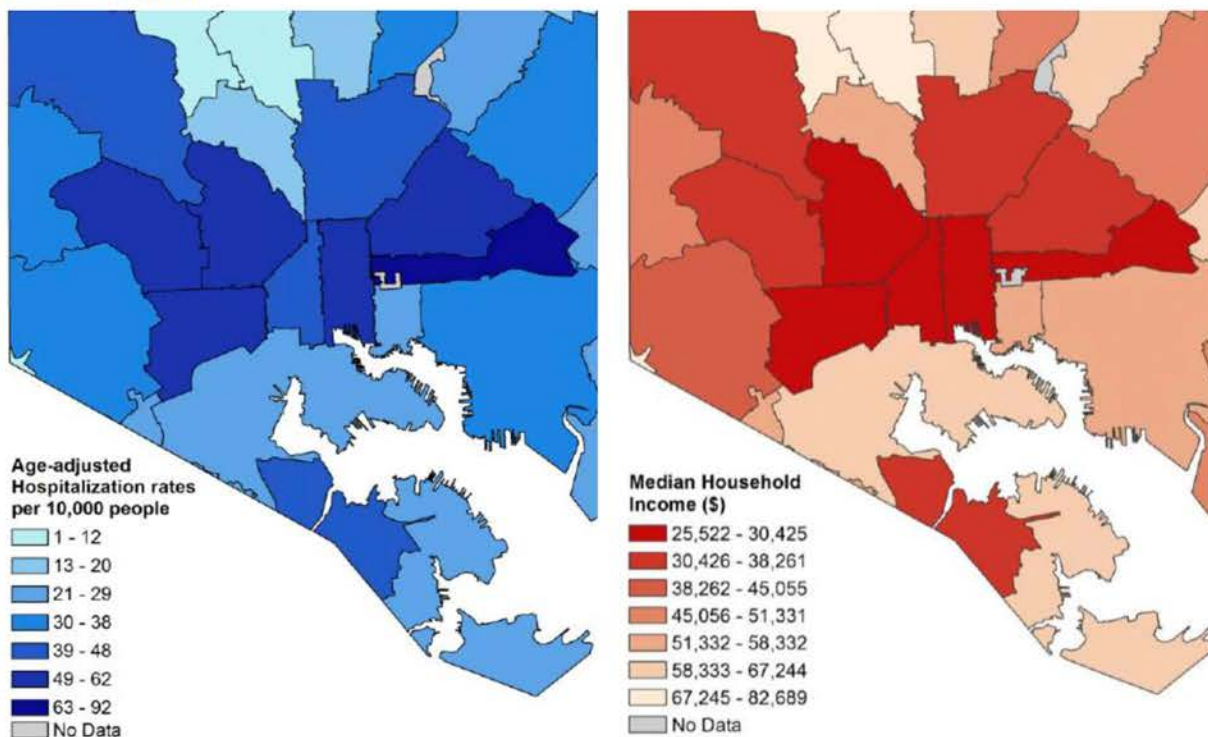 Age-adjusted
Hospitalization rates
per 10,000 people
1 - 12
13 - 20
21 - 29
30 - 38
39 - 48
49 - 62
63 - 92
No Data
Median Household
Income ($)
25,522 - 30,425
30,426 - 38,261
38,262 - 45,055
45,056 - 51,331
51,332 - 58,332
58,333 - 67,244
67,245 - 82,689
No Data